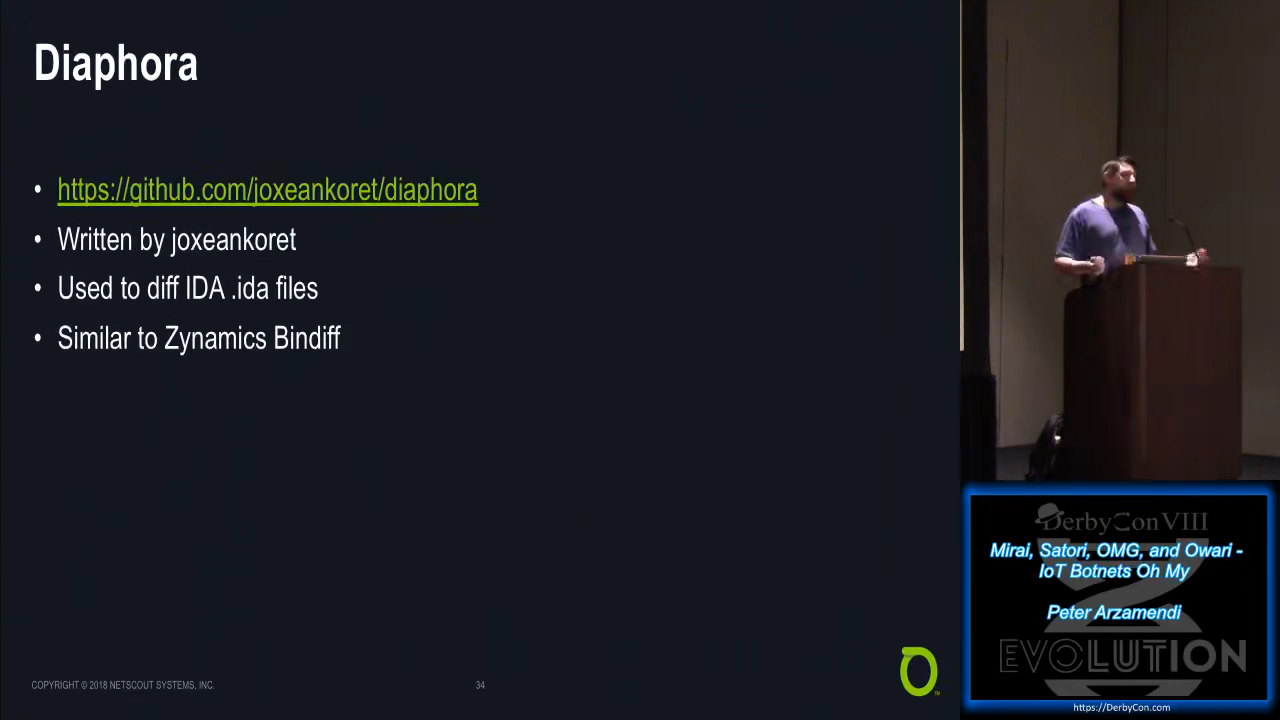 Diaphora
• https://github.com/joxeankoret/diaphora
• Written by joxeankoret
• Used to diff IDA .ida files
• Similar to Zynamics Bindiff
COPYRIGHT © 2018 NETSCOUT SYSTEMS, INC.
34
DerbyCon VIII
Mirai, Satori, OMG, and Owari -
IoT Botnets Oh My
Peter Arzamendi
EVOLUTION
https://DerbyCon.com